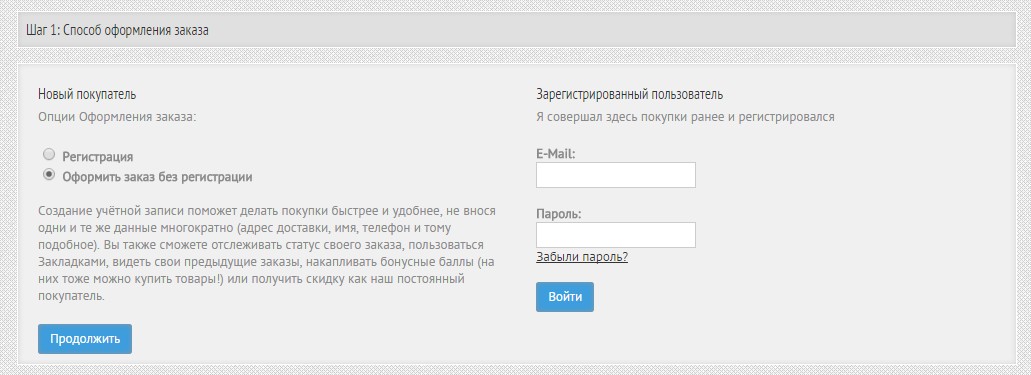 Шаг 1: Способ оформления заказа
Новый покупатель
Опции Оформления заказа:
Регистрация
Оформить заказ без регистрации
Создание учётной записи поможет делать покупки быстрее и удобнее, не внося
одни и те же данные многократно (адрес доставки, имя, телефон и тому
подобное). Вы также сможете отслеживать статус своего заказа, пользоваться
Закладками, видеть свои предыдущие заказы, накапливать бонусные баллы (на
них тоже можно купить товары!) или получить скидку как наш постоянный
покупатель.
Продолжить
Зарегистрированный пользователь
Я совершал здесь покупки ранее и регистрировался
E-Mail:
Пароль:
Забыли пароль?
Войти